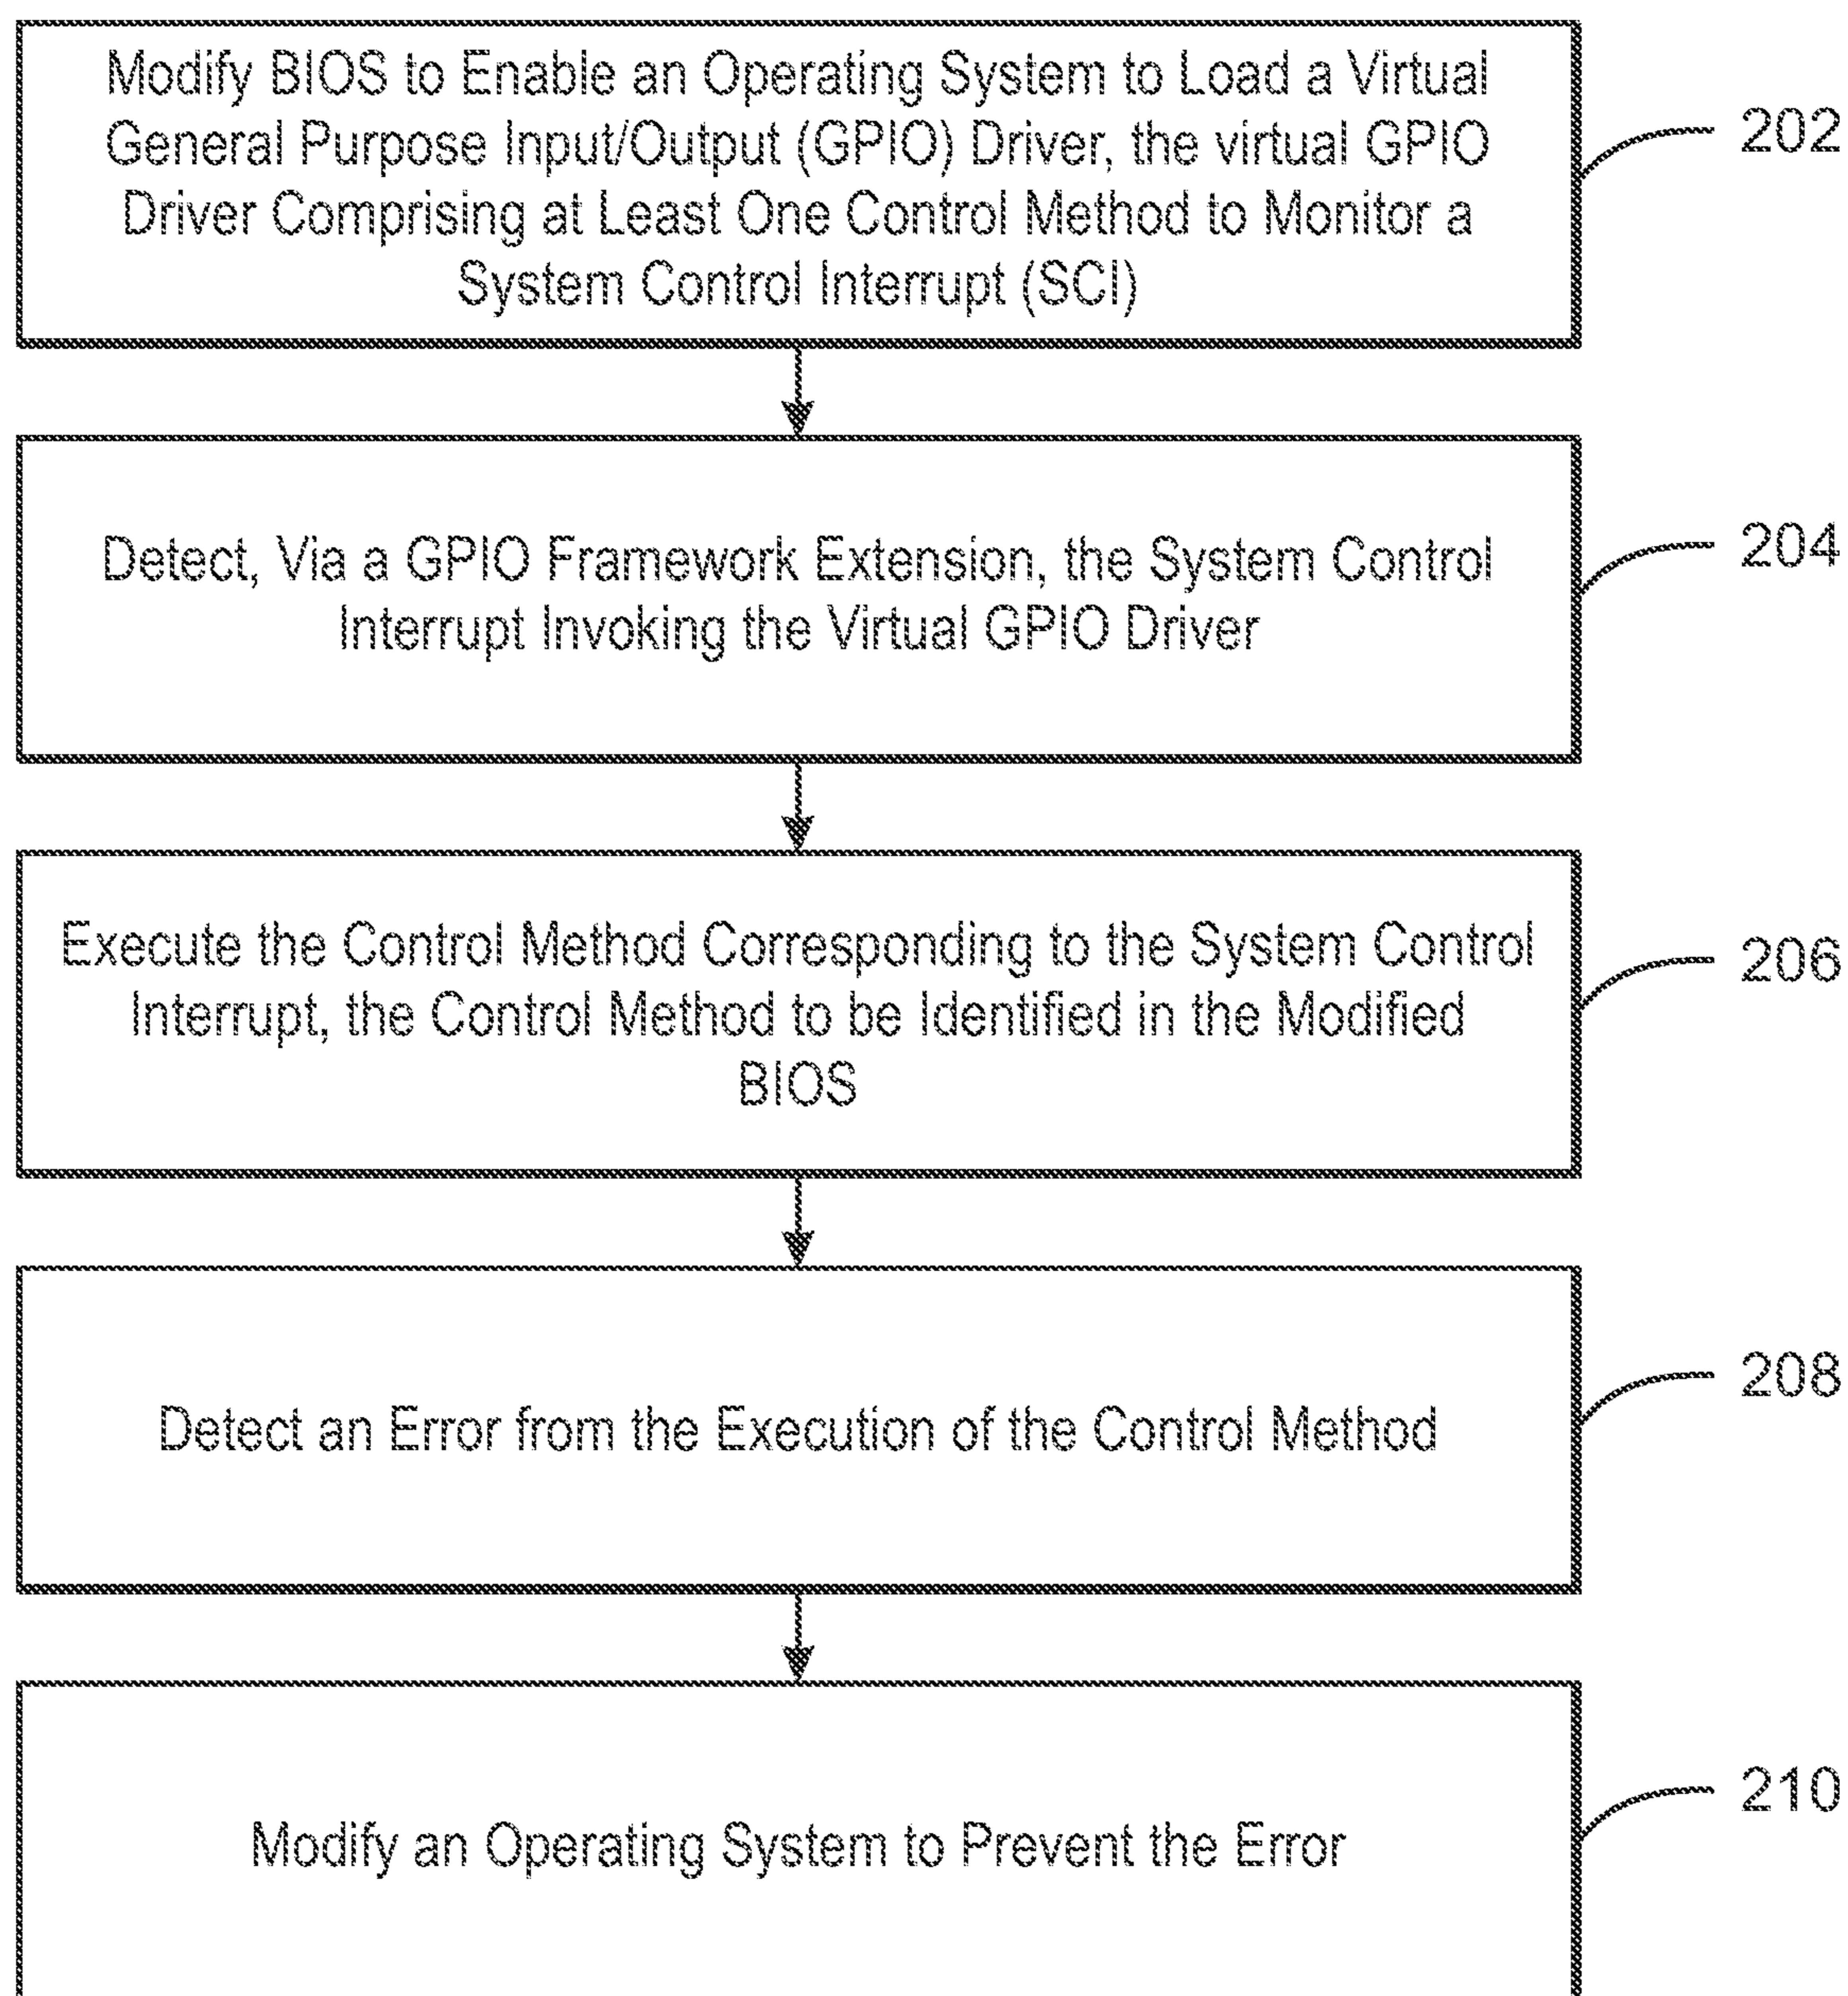 Modify BIOS to Enable an Operating System to Load a Virtual
General Purpose Input/Output (GPIO) Driver, the virtual GPIO
Driver Comprising at Least One Control Method to Monitor a
System Control Interrupt (SCI)
202
Detect, Via a GPIO Framework Extension, the System Control
Interrupt Invoking the Virtual GPIO Driver
204
Execute the Control Method Corresponding to the System Control
Interrupt, the Control Method to be Identified in the Modified
BIOS
206
Detect an Error from the Execution of the Control Method
208
Modify an Operating System to Prevent the Error
210